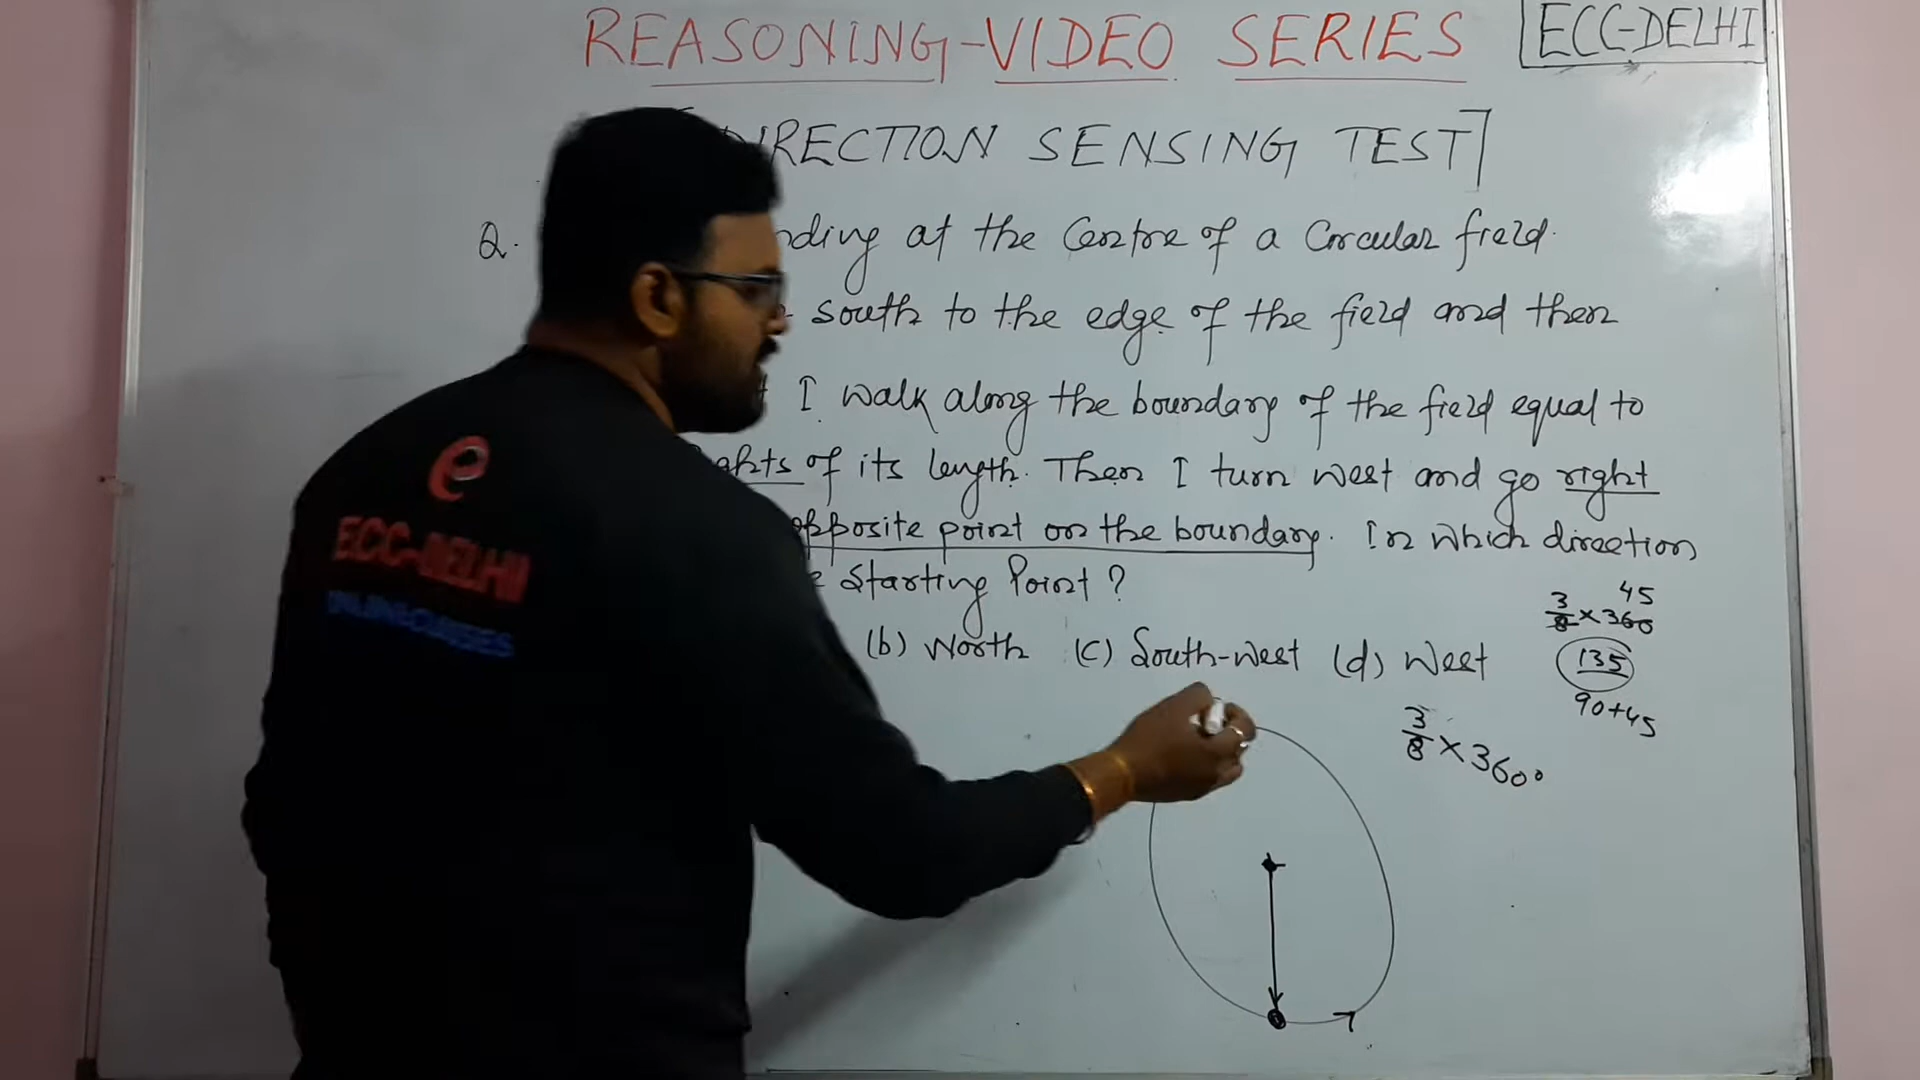 REASONING-VIDEO SERIES
ECC-DELHI
DIRECTION SENSING TEST
Q. nding at the Centre of a Circular field.
south to the edge of the field and then
I walk along the boundary of the field equal to
ghts of its length. Then I turn west and go right
opposite point on the boundary. In which direction
e starting Point?
(b) North (c) South-West (d) West
45
3/8 × 360
135
90+45
3/8 × 360°
e
ECC-DELHI